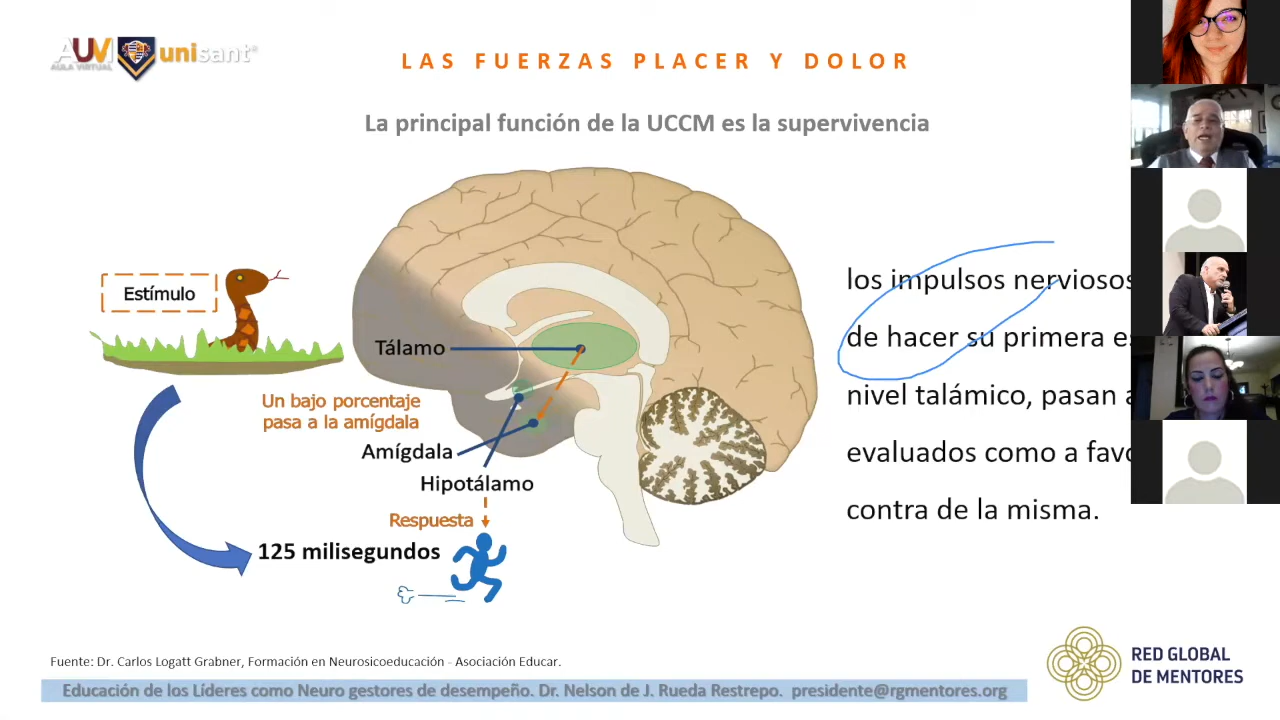 AUV
AULA VIRTUAL
unisant®
LAS FUERZAS PLACER Y DOLOR
La principal función de la UCCM es la supervivencia
Estímulo
Tálamo
Un bajo porcentaje
pasa a la amígdala
Amígdala
Hipotálamo
Respuesta
125 milisegundos
los impulsos nerviosos
de hacer su primera
nivel talámico, pasan
evaluados como a
contra de la misma.
Fuente: Dr. Carlos Logatt Grabner, Formación en Neurosicoeducación - Asociación Educar.
Educación de los Líderes como Neuro gestores de desempeño. Dr. Nelson de J. Rueda Restrepo. presidente@rgmentores.org
RED GLOBAL
DE MENTORES